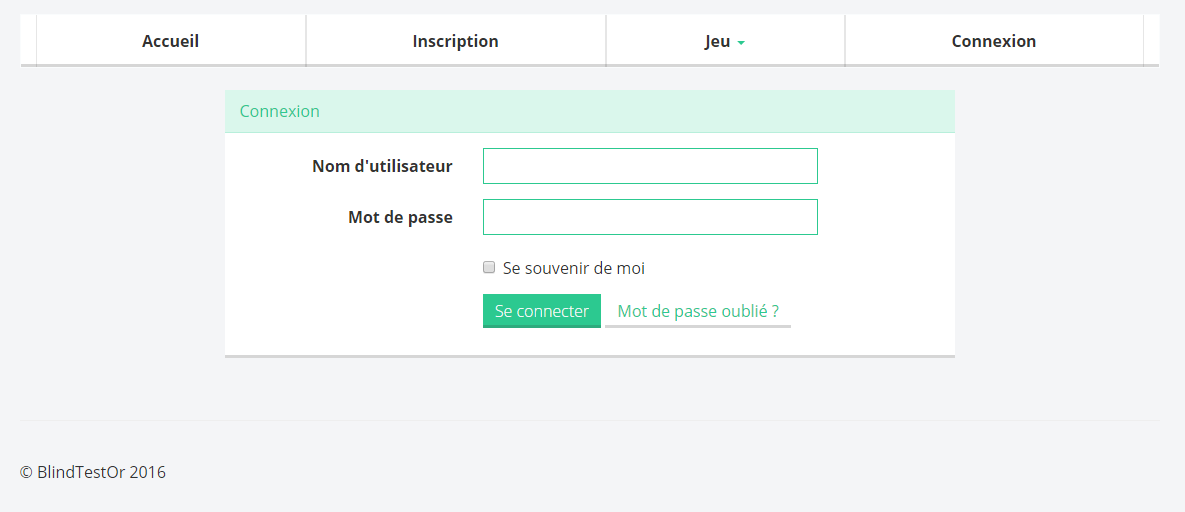 Accueil Inscription Jeu Connexion
Connexion
Nom d'utilisateur
Mot de passe
Se souvenir de moi
Se connecter Mot de passe oublié ?
© BlindTestOr 2016